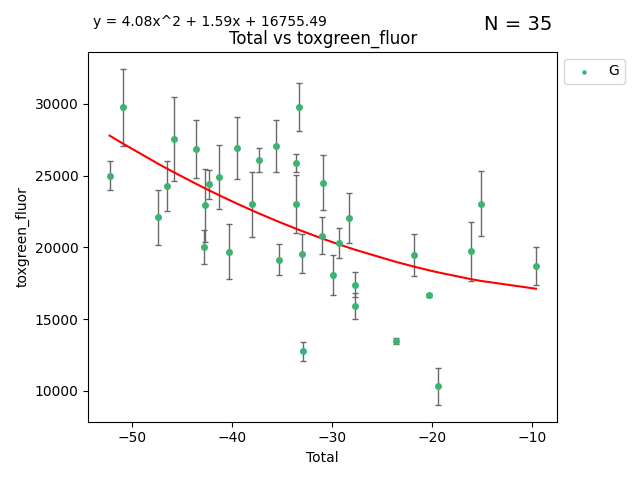 y = 4.08x^2 + 1.59x + 16755.49
N = 35
Total vs toxgreen_fluor
G
toxgreen_fluor
30000
25000
20000
15000
10000
−50
−40
−30
−20
−10
Total